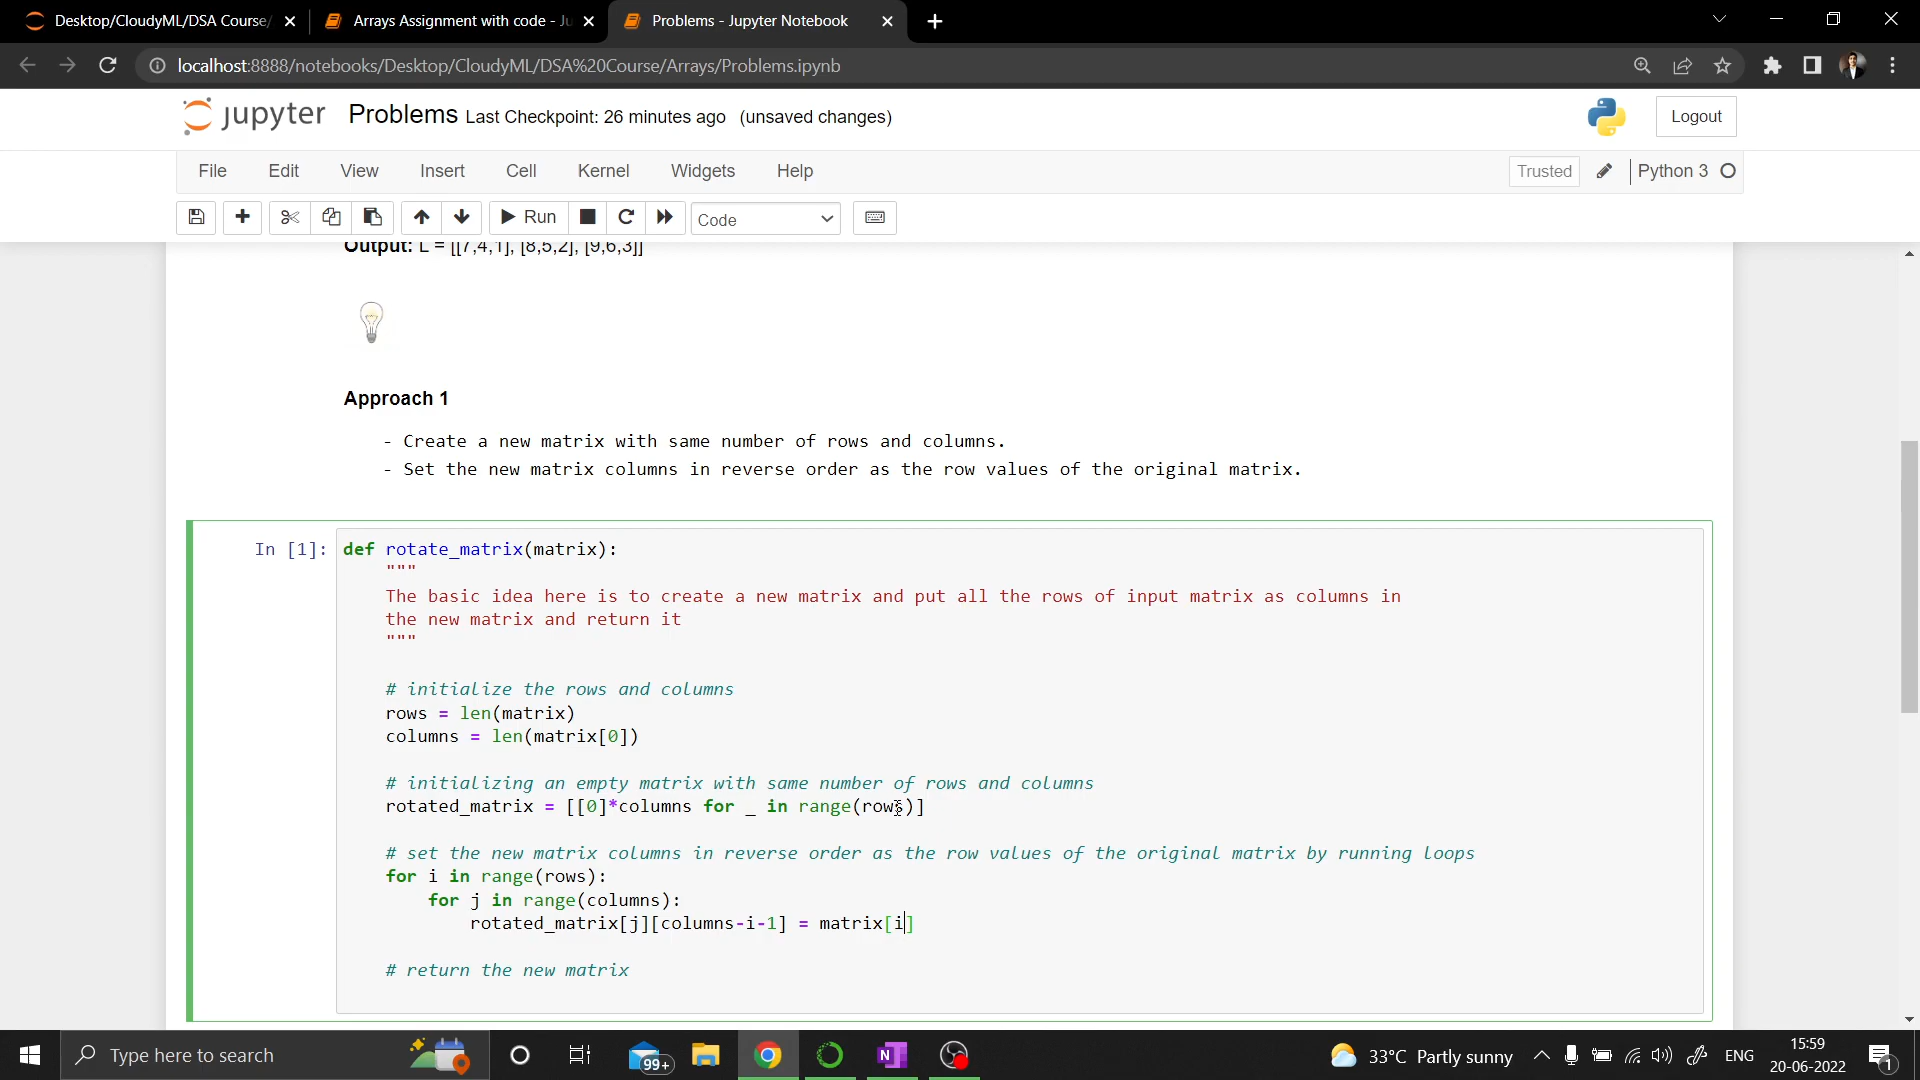 Desktop/CloudyML/DSA Course/
Arrays Assignment with code - Ju
Problems - Jupyter Notebook
localhost:8888/notebooks/Desktop/CloudyML/DSA%20Course/Arrays/Problems.ipynb
jupyter Problems Last Checkpoint: 26 minutes ago (unsaved changes)
Logout
File Edit View Insert Cell Kernel Widgets Help
Trusted Python 3
Run Code
Output: L = [[7,4,1], [8,5,2], [9,6,3]]
Approach 1
- Create a new matrix with same number of rows and columns.
- Set the new matrix columns in reverse order as the row values of the original matrix.
In [1]: def rotate_matrix(matrix):
"""
The basic idea here is to create a new matrix and put all the rows of input matrix as columns in
the new matrix and return it
"""
# initialize the rows and columns
rows = len(matrix)
columns = len(matrix[0])
# initializing an empty matrix with same number of rows and columns
rotated_matrix = [[0]*columns for _ in range(rows)]
# set the new matrix columns in reverse order as the row values of the original matrix by running loops
for i in range(rows):
for j in range(columns):
rotated_matrix[j][columns-i-1] = matrix[i]
# return the new matrix
Type here to search
99+
N
33°C Partly sunny
ENG
15:59
20-06-2022
1